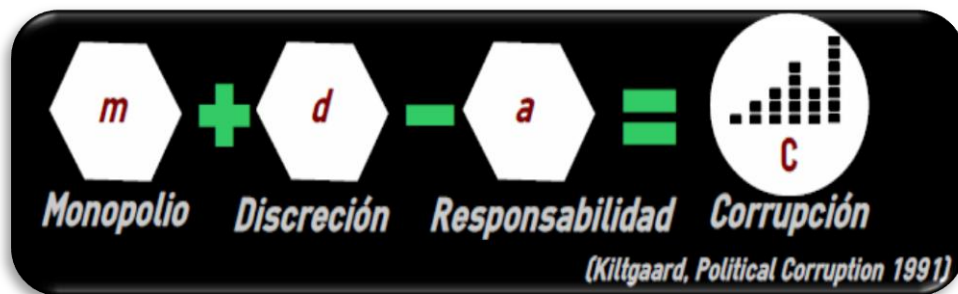 m + d - a =
C
Monopolio Discreción Responsabilidad Corrupción
(Kiltgaard, Political Corruption 1991)